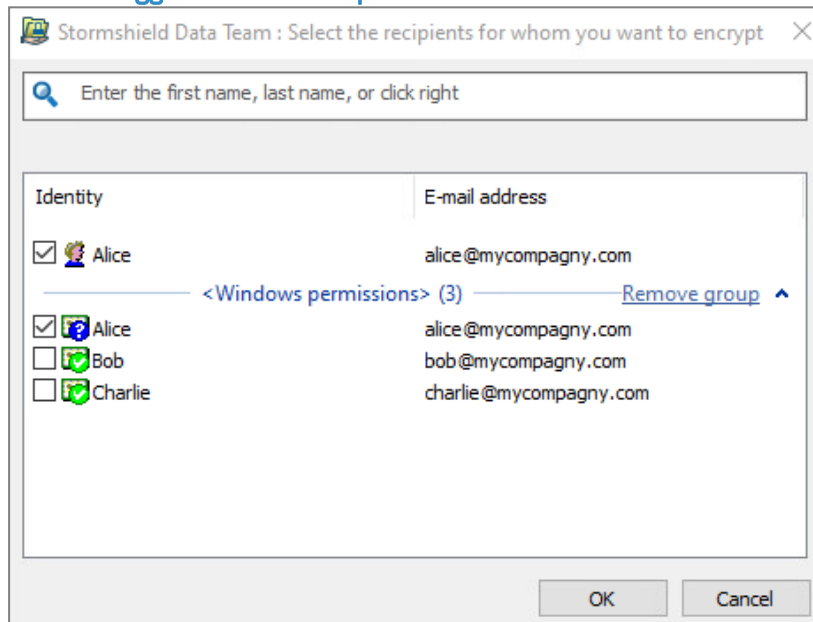 Stormshield Data Team : Select the recipients for whom you want to encrypt
Enter the first name, last name, or click right
Identity E-mail address
Alice alice@mycompagny.com
<Windows permissions> (3) Remove group
Alice alice@mycompagny.com
Bob bob@mycompagny.com
Charlie charlie@mycompagny.com
OK Cancel